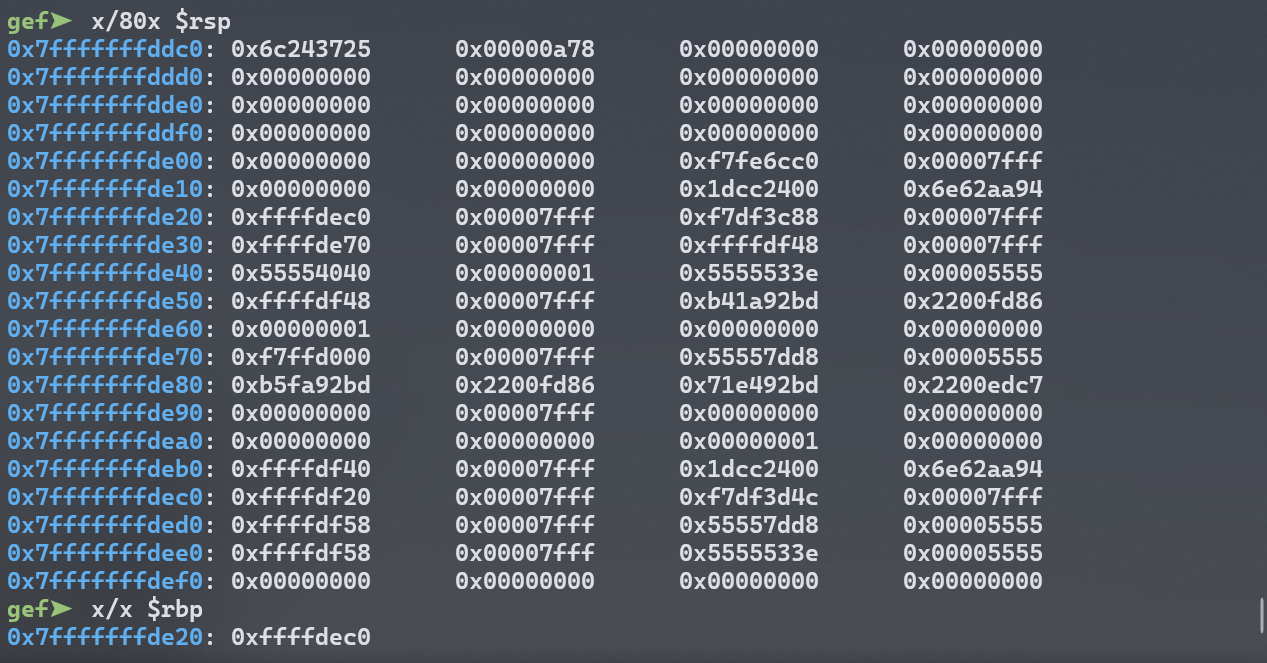 gef➤  x/80x $rsp
0x7fffffffddc0: 0x6c243725 0x00000a78 0x00000000 0x00000000
0x7fffffffddd0: 0x00000000 0x00000000 0x00000000 0x00000000
0x7fffffffdde0: 0x00000000 0x00000000 0x00000000 0x00000000
0x7fffffffddf0: 0x00000000 0x00000000 0x00000000 0x00000000
0x7fffffffde00: 0x00000000 0x00000000 0xf7fe6cc0 0x00007fff
0x7fffffffde10: 0x00000000 0x00000000 0x1dcc2400 0x6e62aa94
0x7fffffffde20: 0xffffdec0 0x00007fff 0xf7df3c88 0x00007fff
0x7fffffffde30: 0xffffde70 0x00007fff 0xffffdf48 0x00007fff
0x7fffffffde40: 0x55554040 0x00000001 0x5555533e 0x00005555
0x7fffffffde50: 0xffffdf48 0x00007fff 0xb41a92bd 0x2200fd86
0x7fffffffde60: 0x00000001 0x00000000 0x00000000 0x00000000
0x7fffffffde70: 0xf7ffd000 0x00007fff 0x55557dd8 0x00005555
0x7fffffffde80: 0xb5fa92bd 0x2200fd86 0x71e492bd 0x2200edc7
0x7fffffffde90: 0x00000000 0x00007fff 0x00000000 0x00000000
0x7fffffffdea0: 0x00000000 0x00000000 0x00000001 0x00000000
0x7fffffffdeb0: 0xffffdf40 0x00007fff 0x1dcc2400 0x6e62aa94
0x7fffffffdec0: 0xffffdf20 0x00007fff 0xf7df3d4c 0x00007fff
0x7fffffffded0: 0xffffdf58 0x00007fff 0x55557dd8 0x00005555
0x7fffffffdee0: 0xffffdf58 0x00007fff 0x5555533e 0x00005555
0x7fffffffdef0: 0x00000000 0x00000000 0x00000000 0x00000000
gef➤  x/x $rbp
0x7fffffffde20: 0xffffdec0